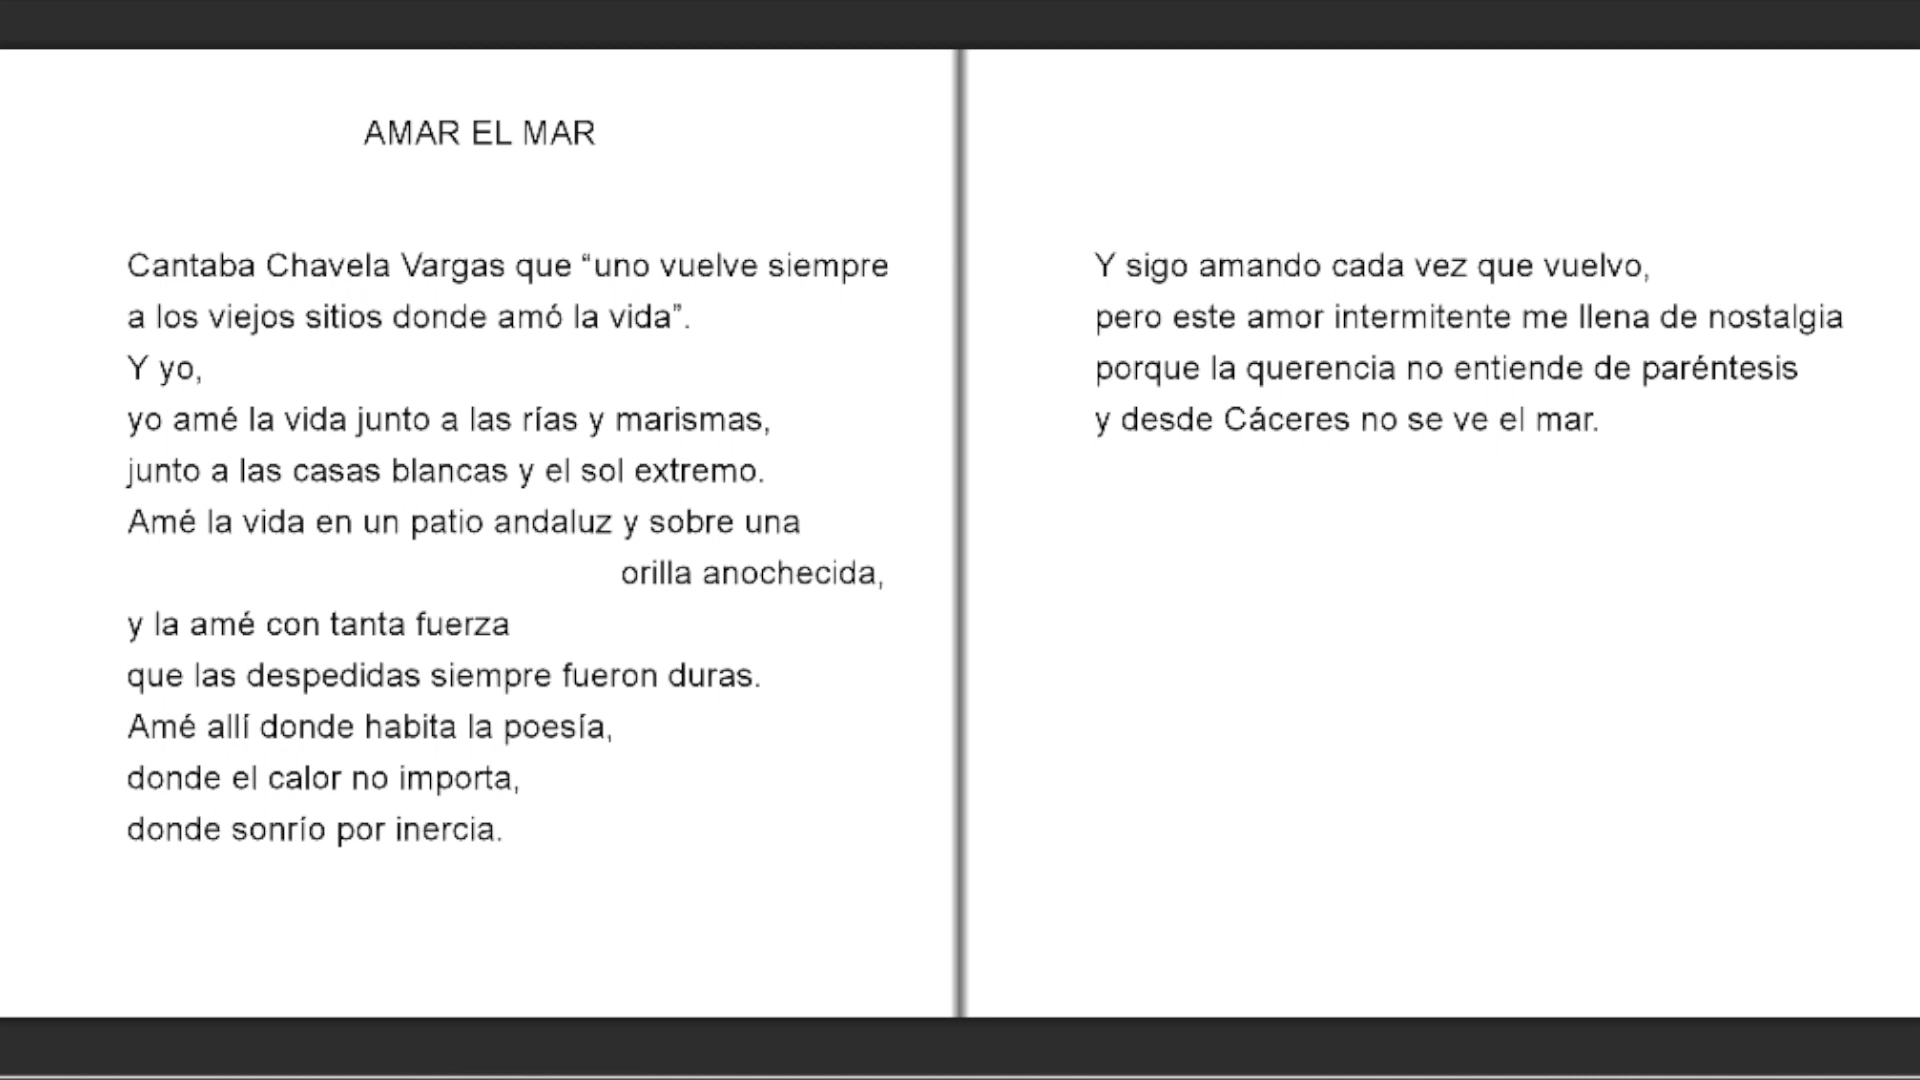 AMAR EL MAR
Cantaba Chavela Vargas que “uno vuelve siempre
a los viejos sitios donde amó la vida”.
Y yo,
yo amé la vida junto a las rías y marismas,
junto a las casas blancas y el sol extremo.
Amé la vida en un patio andaluz y sobre una
orilla anochecida,
y la amé con tanta fuerza
que las despedidas siempre fueron duras.
Amé allí donde habita la poesía,
donde el calor no importa,
donde sonrío por inercia.
Y sigo amando cada vez que vuelvo,
pero este amor intermitente me llena de nostalgia
porque la querencia no entiende de paréntesis
y desde Cáceres no se ve el mar.